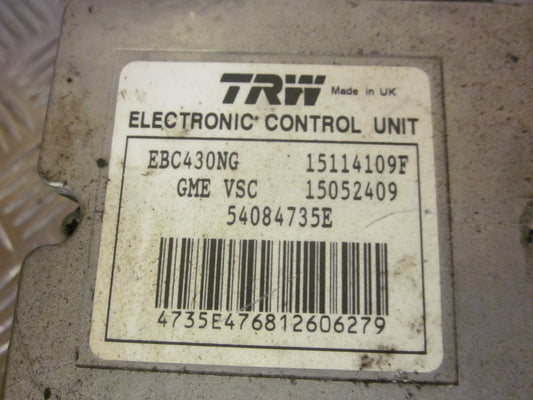 TRW Made in UK
ELECTRONIC CONTROL UNIT
EBC430NG 15114109F
GME VSC 15052409
54084735E
4735E476812606279